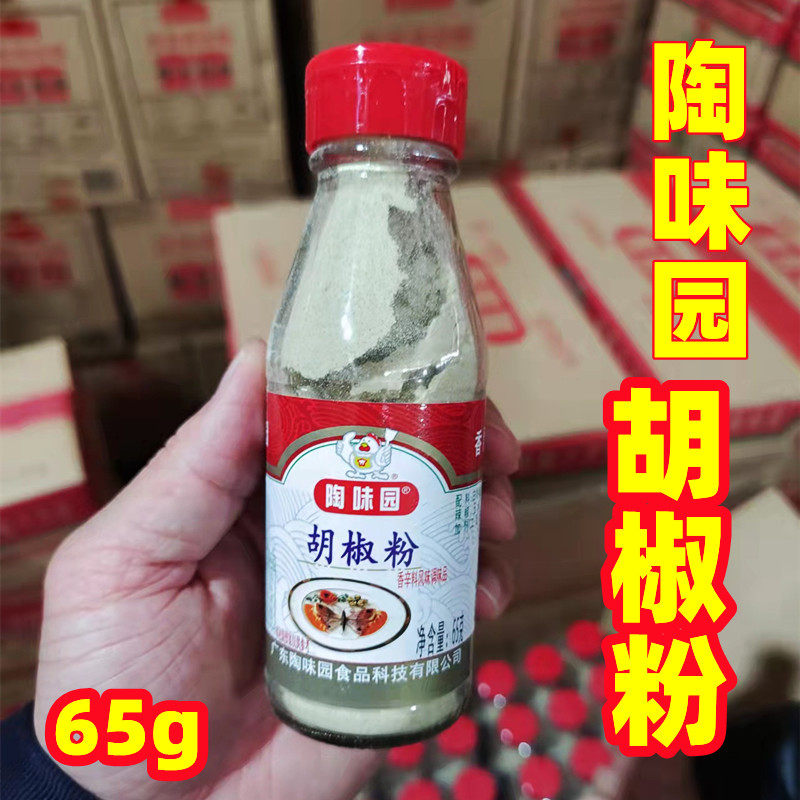 陶味园
胡椒粉
陶味园®
胡椒粉
香辛料风味调味品
净含量: 65克
广东陶味园食品科技有限公司
香
65g